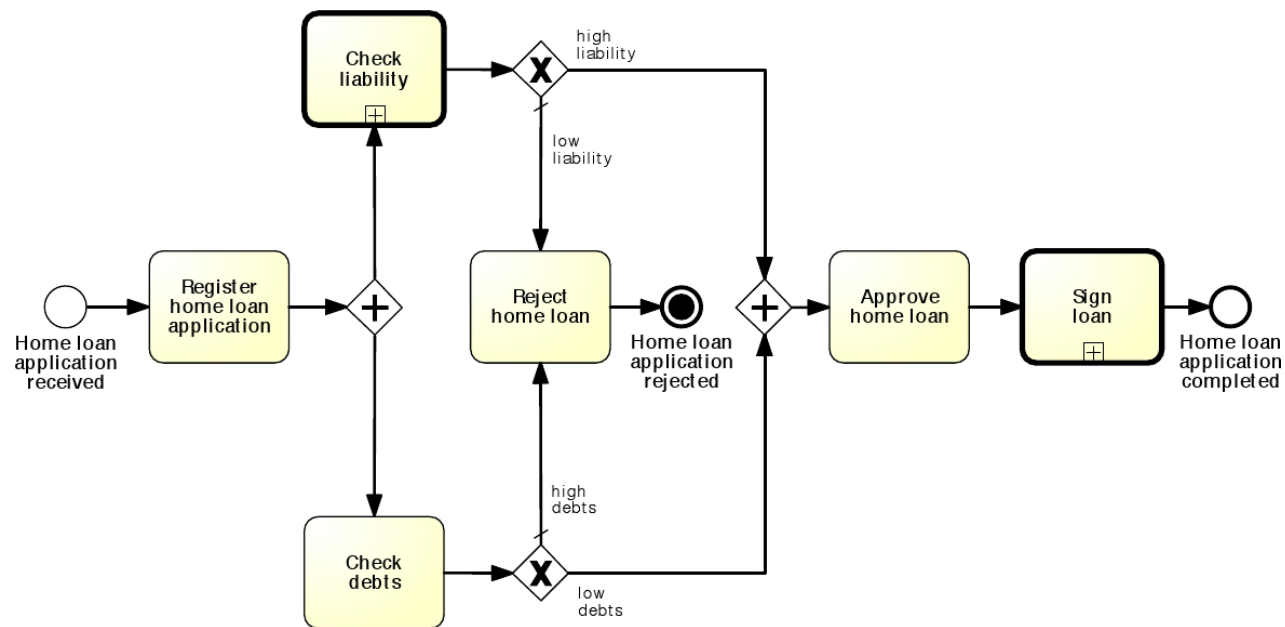 Check
liability
high
liability
low
liability
Register
home loan
application
Home loan
application
received
Reject
home loan
Home loan
application
rejected
Approve
home loan
Sign
loan
Home loan
application
completed
high
debts
Check
debts
low
debts